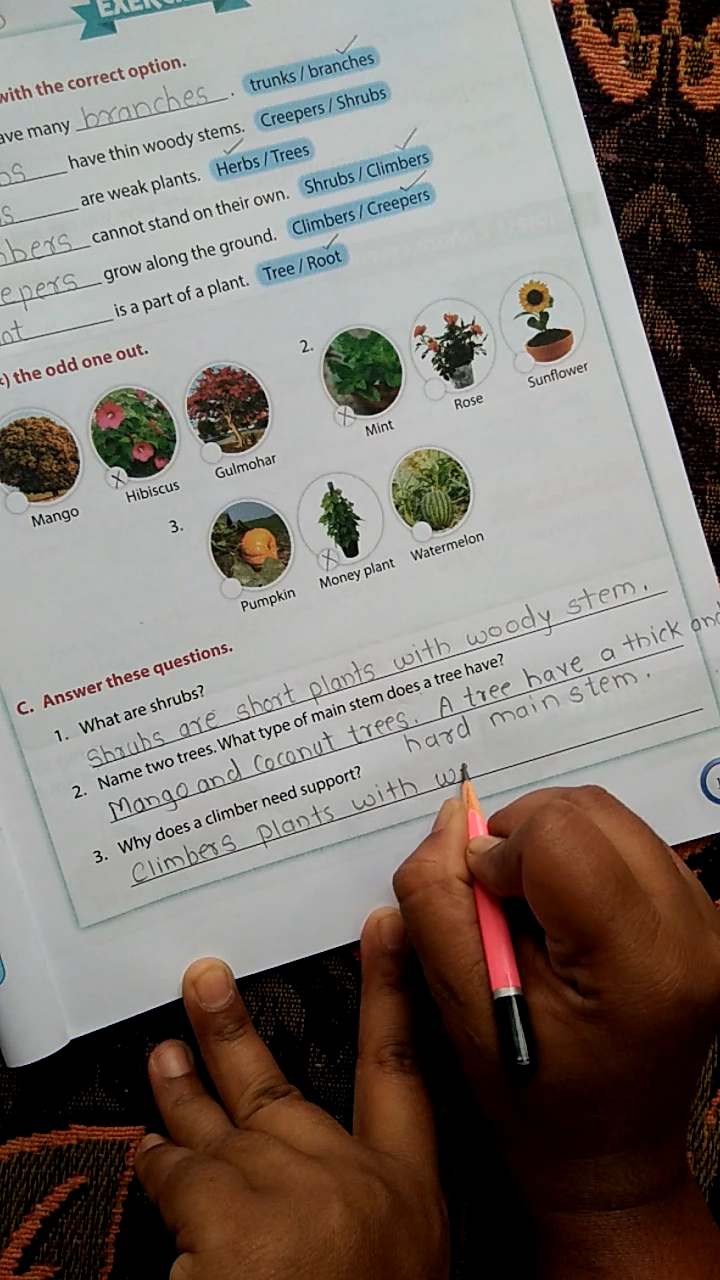 EXERC
with the correct option.
ave many branches. trunks / branches
bs have thin woody stems. Creepers / Shrubs
s are weak plants. Herbs / Trees
mbers cannot stand on their own. Shrubs / Climbers
eepers grow along the ground. Climbers / Creepers
ot is a part of a plant. Tree / Root
) the odd one out.
Mango Hibiscus Gulmohar
2. Mint Rose Sunflower
3. Pumpkin Money plant Watermelon
C. Answer these questions.
1. What are shrubs?
Shrubs are short plants with woody stem.
2. Name two trees. What type of main stem does a tree have?
Mango and Coconut trees. A tree have a thick and
hard main stem.
3. Why does a climber need support?
Climbers plants with w